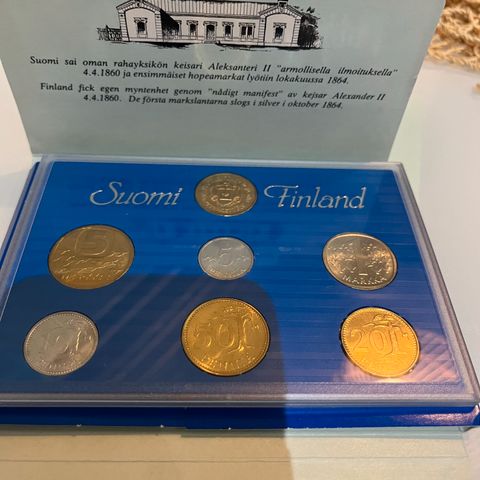 Suomi sai oman rahayksikön keisari Aleksanteri II "armollisella ilmoituksella"
4.4.1860 ja ensimmäiset hopeamarkat lyötiin lokakuussa 1864.
Finland fick egen myntenhet genom "nådigt manifest" av kejsar Alexander II
4.4.1860. De första markslantarna slogs i silver i oktober 1864.
Suomi Finland
5 5 1
MARKKAA
10 50 20